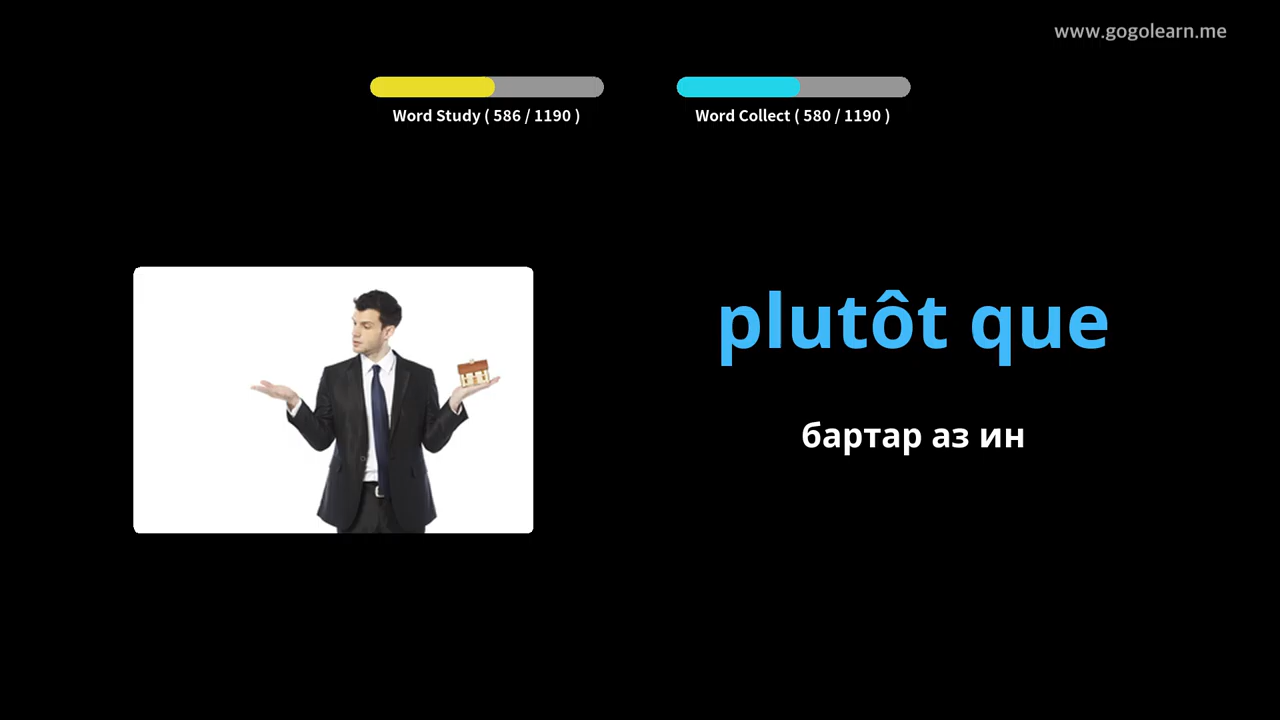 www.gogolearn.me
Word Study ( 586 / 1190 )
Word Collect ( 580 / 1190 )
plutôt que
бартар аз ин